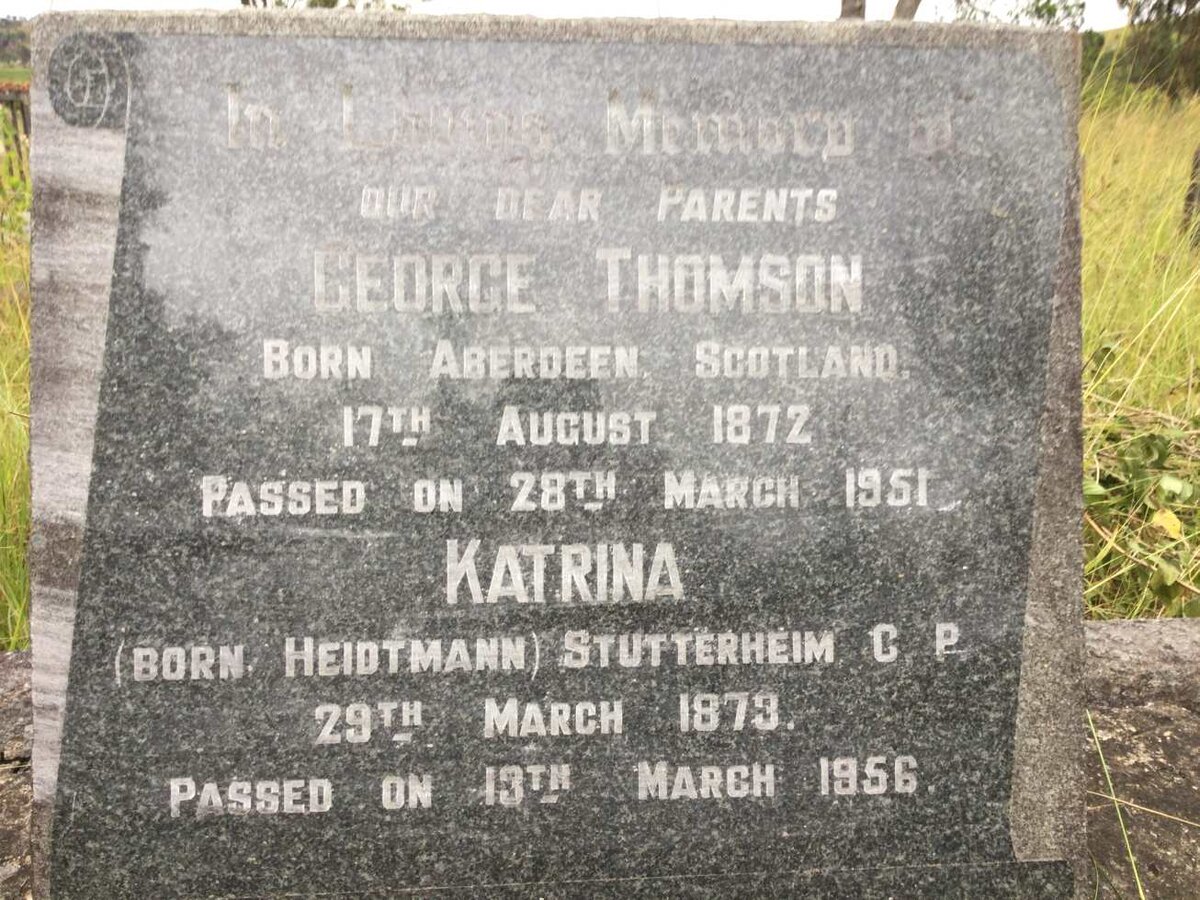 In Loving Memory of
OUR DEAR PARENTS
GEORGE THOMSON
BORN ABERDEEN, SCOTLAND.
17TH AUGUST 1872
PASSED ON 28TH MARCH 1951
KATRINA
(BORN HEIDTMANN) STUTTERHEIM C. P.
29TH MARCH 1873.
PASSED ON 13TH MARCH 1956.